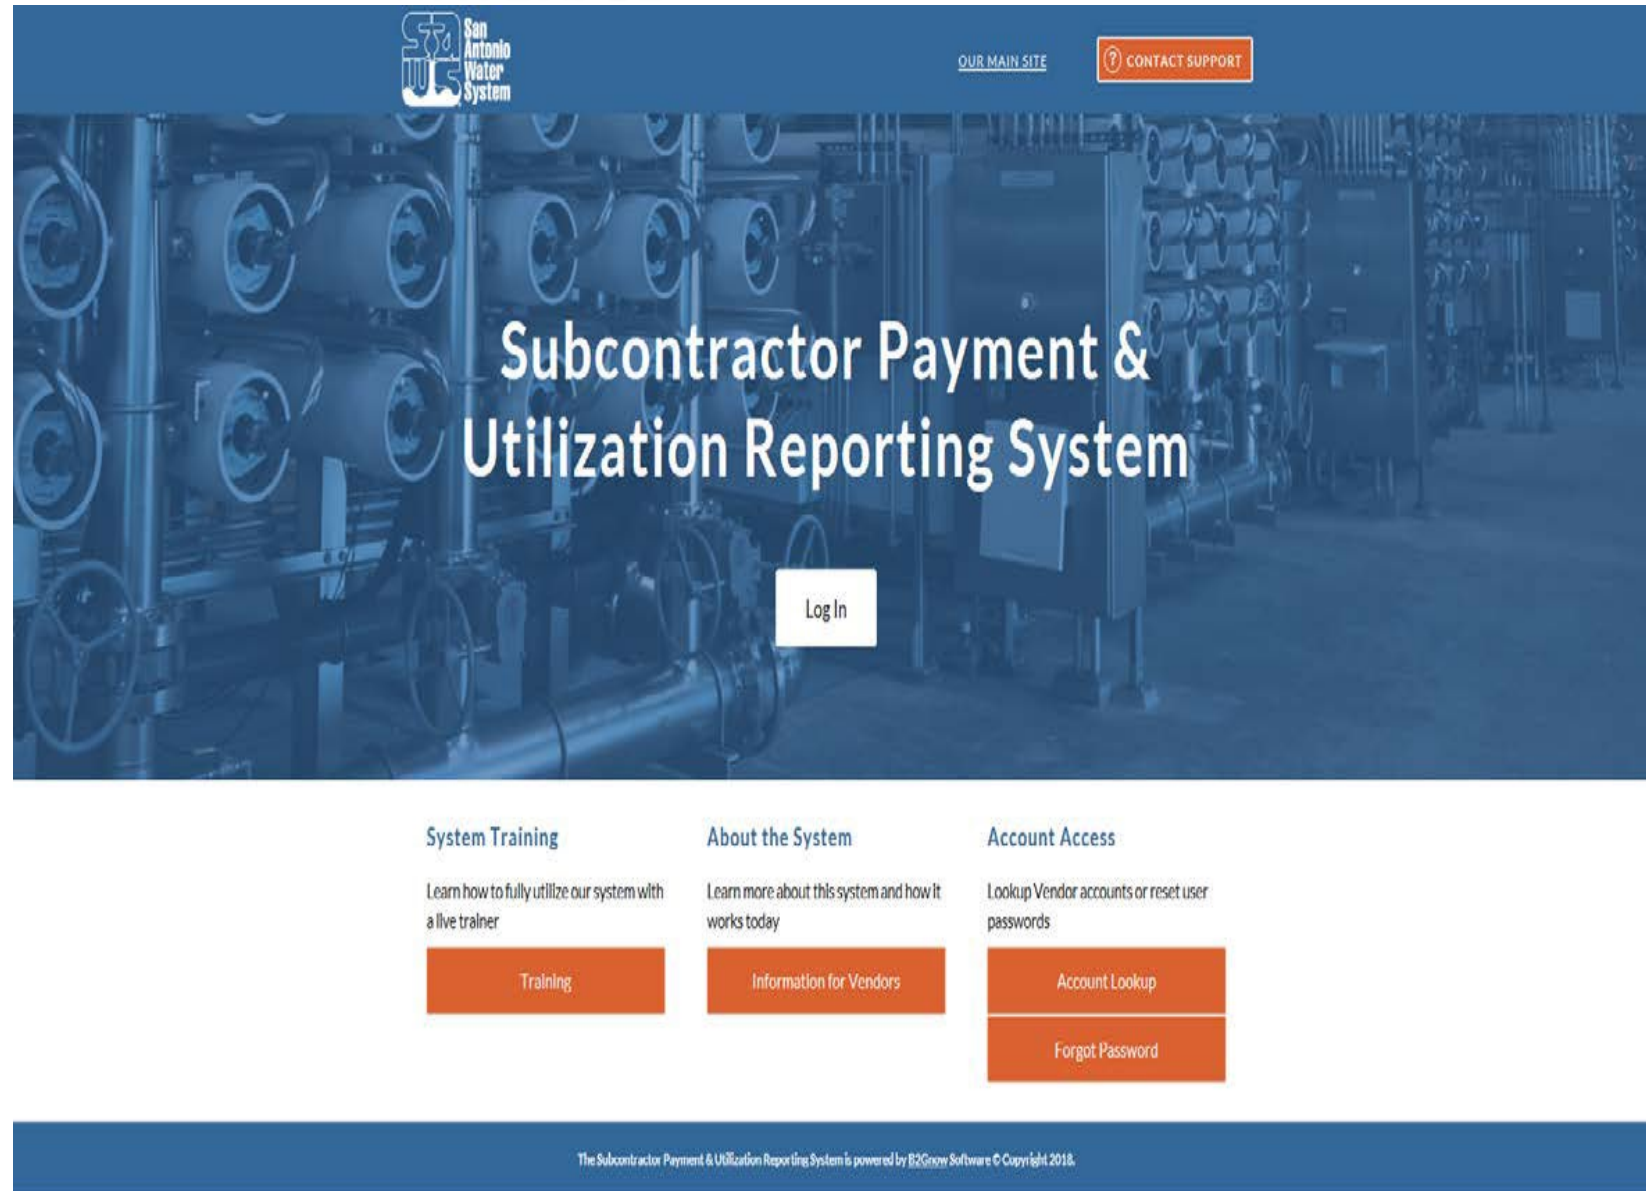 San
Antonio
Water
System
OUR MAIN SITE
? CONTACT SUPPORT
Subcontractor Payment &
Utilization Reporting System
Log In
System Training
Learn how to fully utilize our system with
a live trainer
Training
About the System
Learn more about this system and how it
works today
Information for Vendors
Account Access
Lookup Vendor accounts or reset user
passwords
Account Lookup
Forgot Password
The Subcontractor Payment & Utilization Reporting System is powered by B2Gnow Software © Copyright 2018.